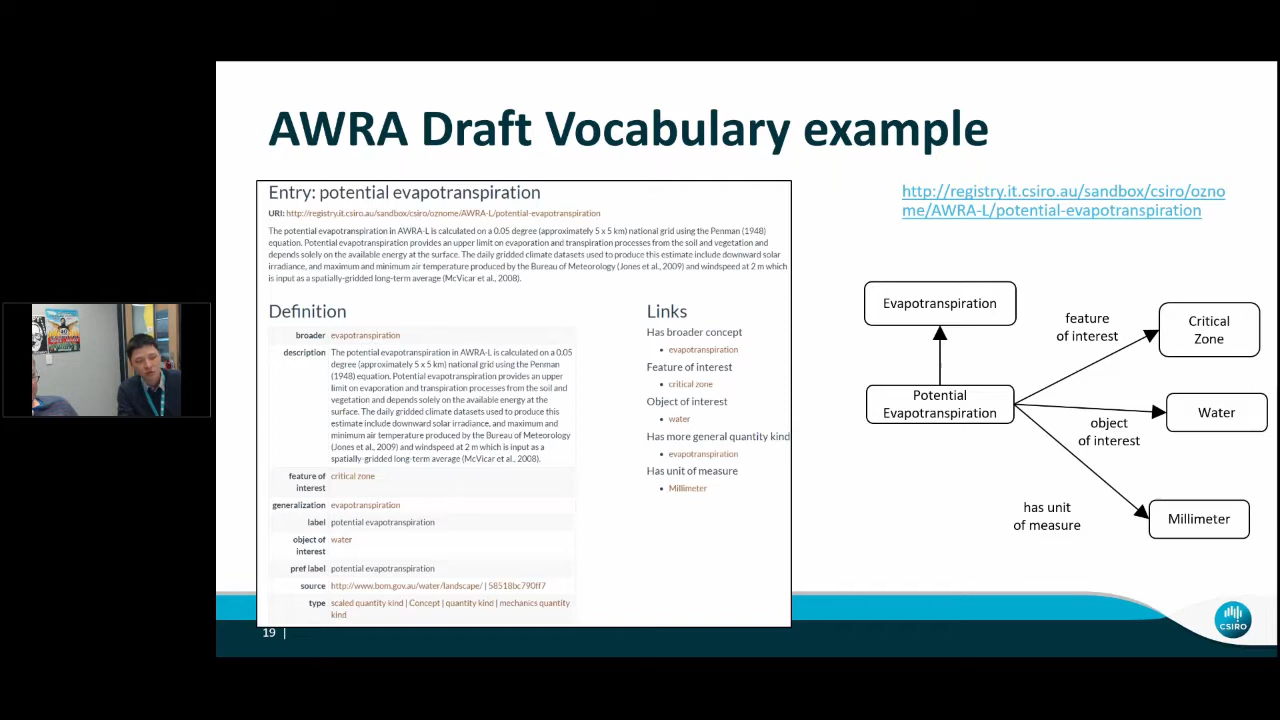 AWRA Draft Vocabulary example
Entry: potential evapotranspiration
URI: http://registry.it.csiro.au/sandbox/csiro/oznome/AWRA-L/potential-evapotranspiration
The potential evapotranspiration in AWRA-L is calculated on a 0.05 degree (approximately 5 x 5 km) national grid using the Penman (1948)
equation. Potential evapotranspiration provides an upper limit on evaporation and transpiration processes from the soil and vegetation and
depends solely on the available energy at the surface. The daily gridded climate datasets used to produce this estimate include downward solar
irradiance, and maximum and minimum air temperature produced by the Bureau of Meteorology (Jones et al., 2009) and windspeed at 2 m which
is input as a spatially-gridded long-term average (McVicar et al., 2008).
Definition
broader evapotranspiration
description The potential evapotranspiration in AWRA-L is calculated on a 0.05
degree (approximately 5 x 5 km) national grid using the Penman
(1948) equation. Potential evapotranspiration provides an upper
limit on evaporation and transpiration processes from the soil and
vegetation and depends solely on the available energy at the
surface. The daily gridded climate datasets used to produce this
estimate include downward solar irradiance, and maximum and
minimum air temperature produced by the Bureau of Meteorology
(Jones et al., 2009) and windspeed at 2 m which is input as a
spatially-gridded long-term average (McVicar et al., 2008).
feature of critical zone
interest
generalization evapotranspiration
label potential evapotranspiration
object of water
interest
pref label potential evapotranspiration
source http://www.bom.gov.au/water/landscape/ | 58518bc790ff7
type scaled quantity kind | Concept | quantity kind | mechanics quantity
kind
Links
Has broader concept
• evapotranspiration
Feature of interest
• critical zone
Object of interest
• water
Has more general quantity kind
• evapotranspiration
Has unit of measure
• Millimeter
http://registry.it.csiro.au/sandbox/csiro/ozno
me/AWRA-L/potential-evapotranspiration
Evapotranspiration
feature
of interest
Critical
Zone
Potential
Evapotranspiration
object
of interest
Water
has unit
of measure
Millimeter
19 |
CSIRO